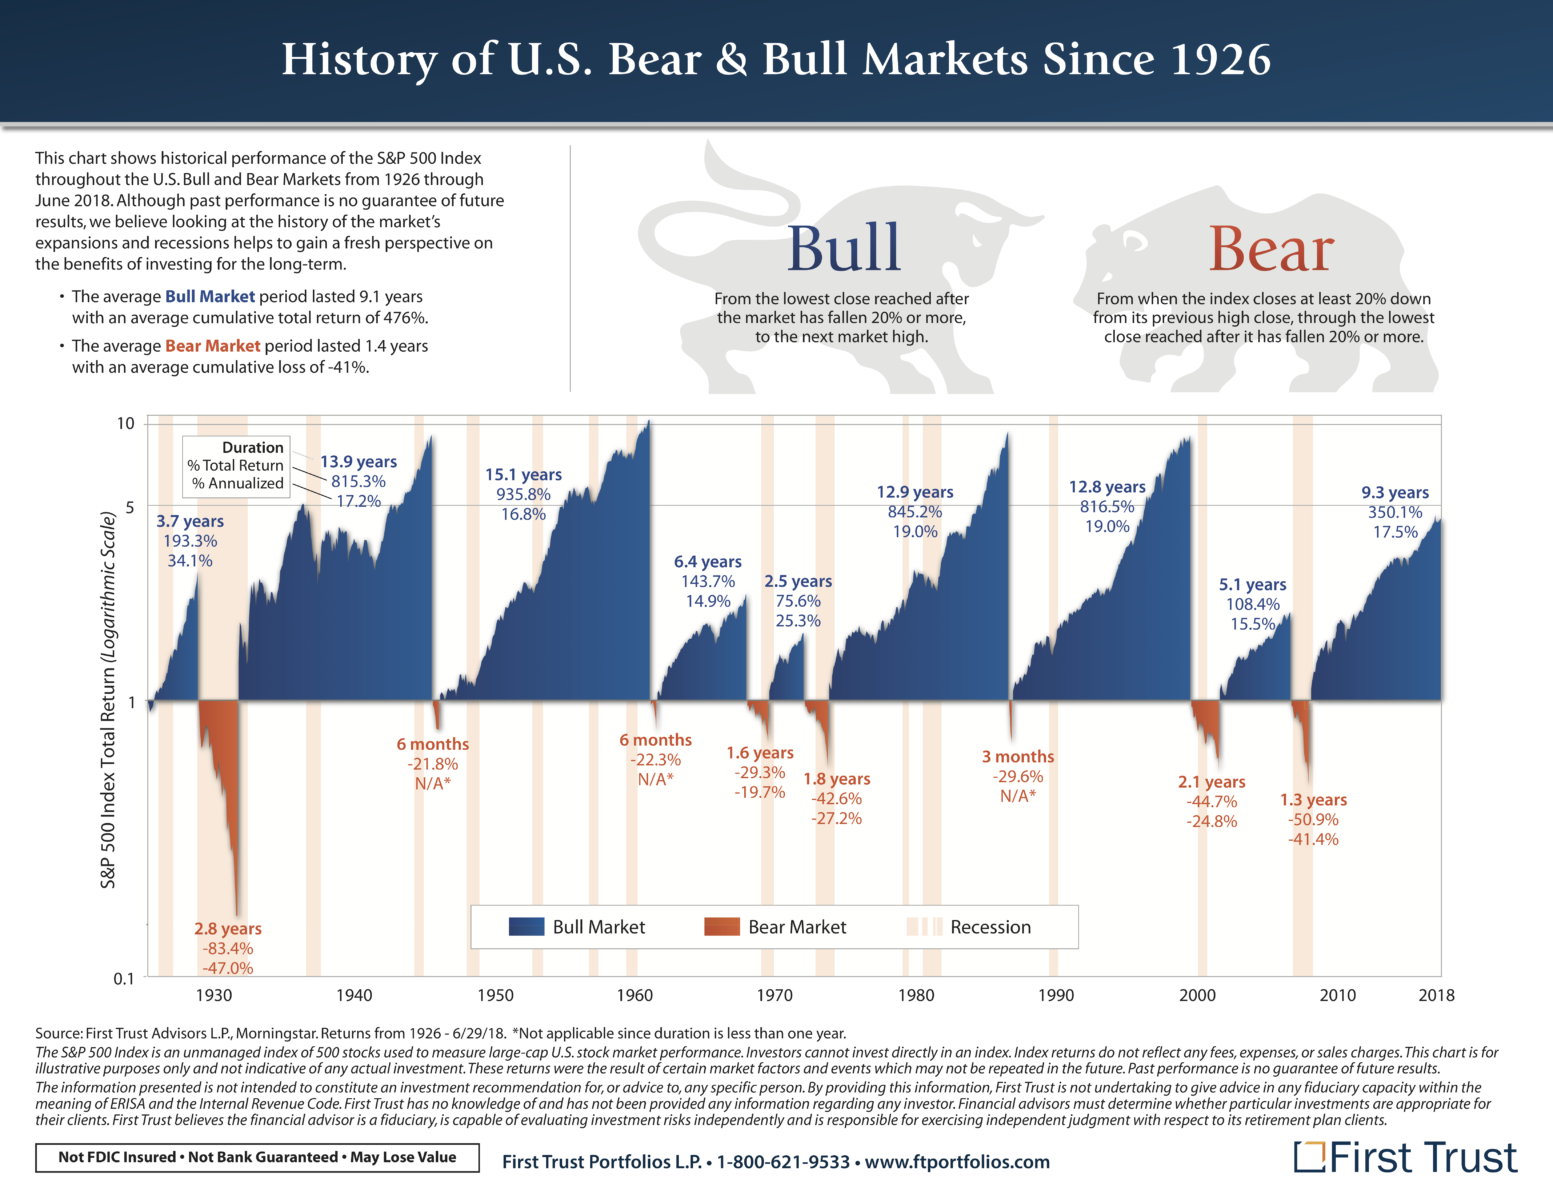 History of U.S. Bear & Bull Markets Since 1926
This chart shows historical performance of the S&P 500 Index
throughout the U.S. Bull and Bear Markets from 1926 through
June 2018. Although past performance is no guarantee of future
results, we believe looking at the history of the market's
expansions and recessions helps to gain a fresh perspective on
the benefits of investing for the long-term.
• The average Bull Market period lasted 9.1 years
with an average cumulative total return of 476%.
• The average Bear Market period lasted 1.4 years
with an average cumulative loss of -41%.
Bull
From the lowest close reached after
the market has fallen 20% or more,
to the next market high.
Bear
From when the index closes at least 20% down
from its previous high close, through the lowest
close reached after it has fallen 20% or more.
S&P 500 Index Total Return (Logarithmic Scale)
10
5
1
0.1
Duration
% Total Return
% Annualized
3.7 years
193.3%
34.1%
13.9 years
815.3%
17.2%
15.1 years
935.8%
16.8%
6.4 years
143.7%
14.9%
2.5 years
75.6%
25.3%
12.9 years
845.2%
19.0%
12.8 years
816.5%
19.0%
5.1 years
108.4%
15.5%
9.3 years
350.1%
17.5%
2.8 years
-83.4%
-47.0%
6 months
-21.8%
N/A*
6 months
-22.3%
N/A*
1.6 years
-29.3%
-19.7%
1.8 years
-42.6%
-27.2%
3 months
-29.6%
N/A*
2.1 years
-44.7%
-24.8%
1.3 years
-50.9%
-41.4%
Bull Market
Bear Market
Recession
1930
1940
1950
1960
1970
1980
1990
2000
2010
2018
Source: First Trust Advisors L.P., Morningstar. Returns from 1926 - 6/29/18. *Not applicable since duration is less than one year.
The S&P 500 Index is an unmanaged index of 500 stocks used to measure large-cap U.S. stock market performance. Investors cannot invest directly in an index. Index returns do not reflect any fees, expenses, or sales charges. This chart is for
illustrative purposes only and not indicative of any actual investment. These returns were the result of certain market factors and events which may not be repeated in the future. Past performance is no guarantee of future results.
The information presented is not intended to constitute an investment recommendation for, or advice to, any specific person. By providing this information, First Trust is not undertaking to give advice in any fiduciary capacity within the
meaning of ERISA and the Internal Revenue Code. First Trust has no knowledge of and has not been provided any information regarding any investor. Financial advisors must determine whether particular investments are appropriate for
their clients. First Trust believes the financial advisor is a fiduciary, is capable of evaluating investment risks independently and is responsible for exercising independent judgment with respect to its retirement plan clients.
Not FDIC Insured • Not Bank Guaranteed • May Lose Value
First Trust Portfolios L.P. • 1-800-621-9533 • www.ftportfolios.com
First Trust